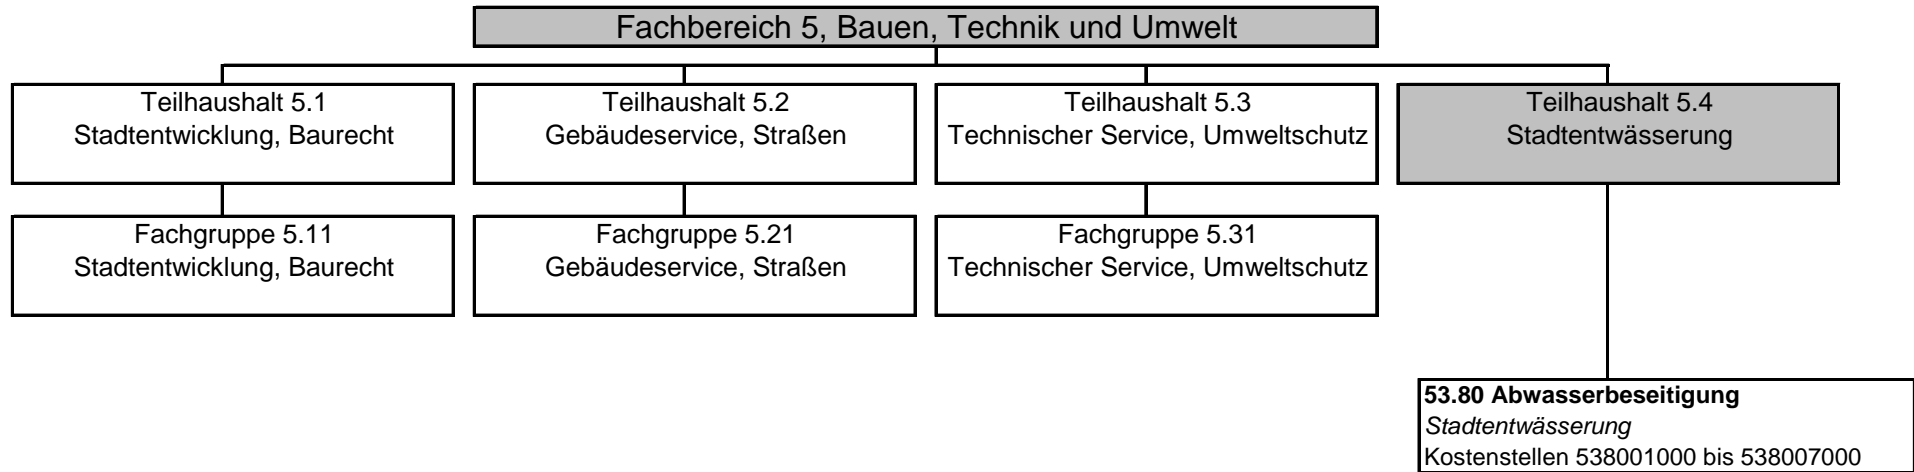 Fachbereich 5, Bauen, Technik und Umwelt
Teilhaushalt 5.1
Stadtentwicklung, Baurecht
Teilhaushalt 5.2
Gebäudeservice, Straßen
Teilhaushalt 5.3
Technischer Service, Umweltschutz
Teilhaushalt 5.4
Stadtentwässerung
Fachgruppe 5.11
Stadtentwicklung, Baurecht
Fachgruppe 5.21
Gebäudeservice, Straßen
Fachgruppe 5.31
Technischer Service, Umweltschutz
53.80 Abwasserbeseitigung
Stadtentwässerung
Kostenstellen 538001000 bis 538007000